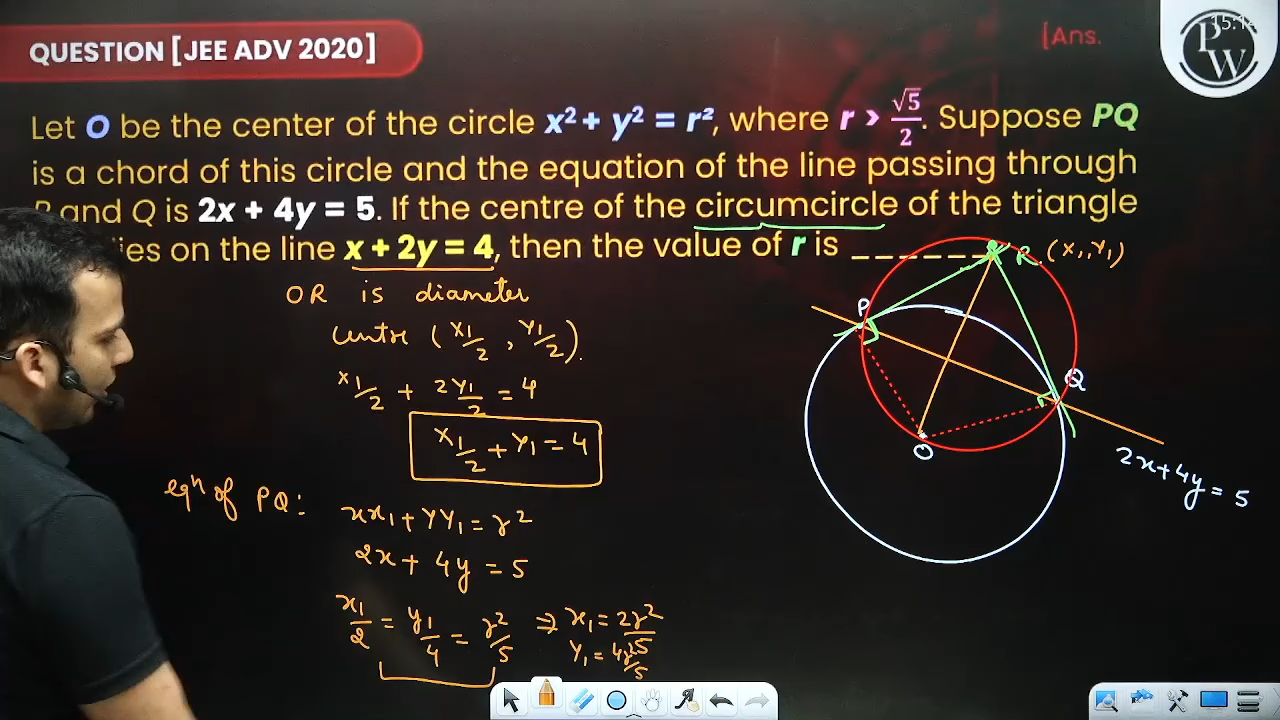 QUESTION [JEE ADV 2020]
[Ans.
PW
Let O be the center of the circle x² + y² = r², where r > √5/2. Suppose PQ
is a chord of this circle and the equation of the line passing through
and Q is 2x + 4y = 5. If the centre of the circumcircle of the triangle
lies on the line x + 2y = 4, then the value of r is ______
OR is diameter
centre (x₁/2, y₁/2).
x₁/2 + 2y₁/2 = 4
x₁/2 + y₁ = 4
eqⁿ of PQ:
xx₁ + yy₁ = r²
2x + 4y = 5
x₁/2 = y₁/4 = r²/5 ⇒ x₁ = 2r²/5
y₁ = 4r²/5
R (x₁, y₁)
P
Q
O
2x+4y = 5